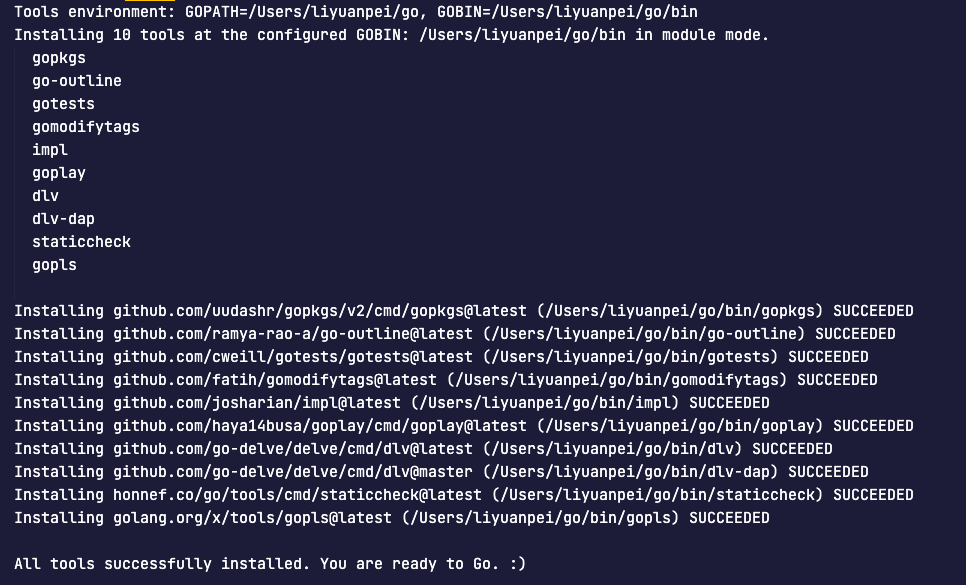 Tools environment: GOPATH=/Users/liyuanpei/go, GOBIN=/Users/liyuanpei/go/bin
Installing 10 tools at the configured GOBIN: /Users/liyuanpei/go/bin in module mode.
gopkgs
go-outline
gotests
gomodifytags
impl
goplay
dlv
dlv-dap
staticcheck
gopls
Installing github.com/uudashr/gopkgs/v2/cmd/gopkgs@latest (/Users/liyuanpei/go/bin/gopkgs) SUCCEEDED
Installing github.com/ramya-rao-a/go-outline@latest (/Users/liyuanpei/go/bin/go-outline) SUCCEEDED
Installing github.com/cweill/gotests/gotests@latest (/Users/liyuanpei/go/bin/gotests) SUCCEEDED
Installing github.com/fatih/gomodifytags@latest (/Users/liyuanpei/go/bin/gomodifytags) SUCCEEDED
Installing github.com/josharian/impl@latest (/Users/liyuanpei/go/bin/impl) SUCCEEDED
Installing github.com/haya14busa/goplay/cmd/goplay@latest (/Users/liyuanpei/go/bin/goplay) SUCCEEDED
Installing github.com/go-delve/delve/cmd/dlv@latest (/Users/liyuanpei/go/bin/dlv) SUCCEEDED
Installing github.com/go-delve/delve/cmd/dlv@master (/Users/liyuanpei/go/bin/dlv-dap) SUCCEEDED
Installing honnef.co/go/tools/cmd/staticcheck@latest (/Users/liyuanpei/go/bin/staticcheck) SUCCEEDED
Installing golang.org/x/tools/gopls@latest (/Users/liyuanpei/go/bin/gopls) SUCCEEDED
All tools successfully installed. You are ready to Go. :)